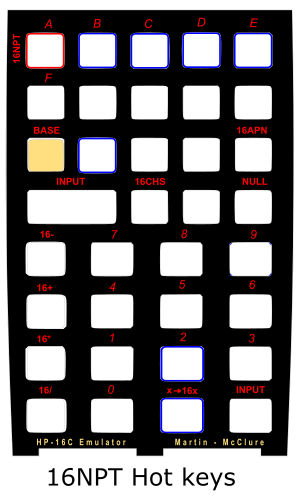 A B C D E
16NPT
F
BASE 16APN
INPUT 16CHS NULL
16- 7 8 9
16+ 4 5 6
16* 1 2 3
16/ 0 x→16x INPUT
HP-16C Emulator Martin - McClure
16NPT Hot keys